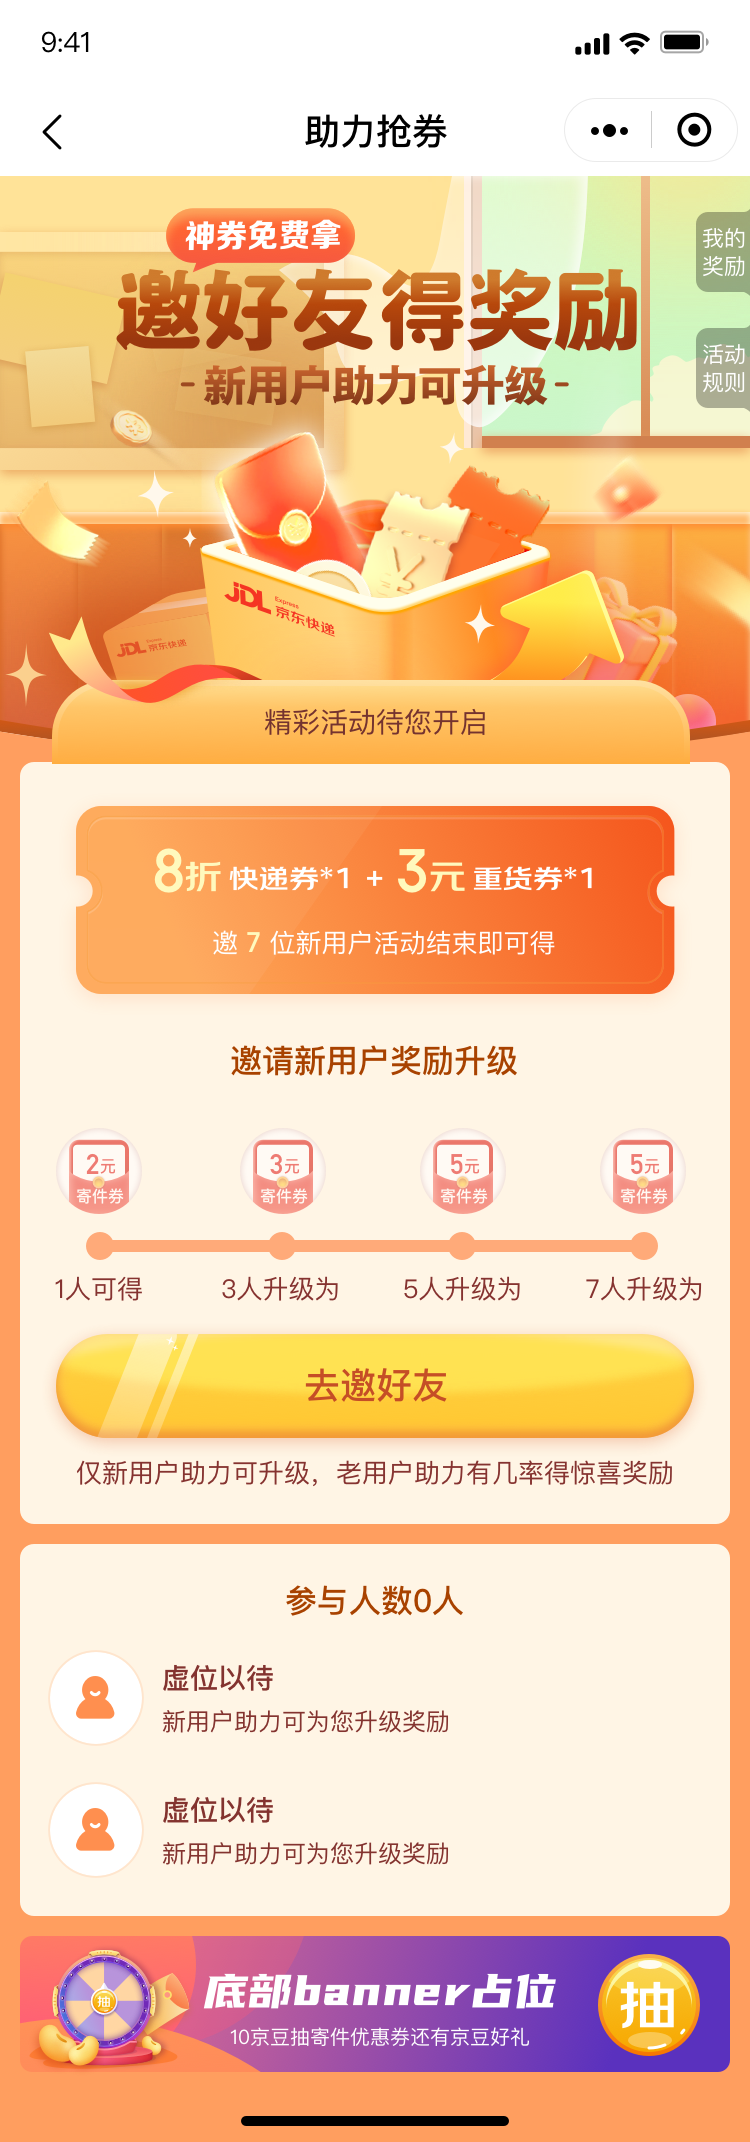 9:41
助力抢券
神券免费拿
我的
奖励
邀好友得奖励
-新用户助力可升级-
活动
规则
JDL Express
京东快递
JDL
京东快递
精彩活动待您开启
8折 快递券*1 + 3元 重货券*1
邀 7 位新用户活动结束即可得
邀请新用户奖励升级
2元 3元 5元 5元
寄件券 寄件券 寄件券 寄件券
1人可得 3人升级为 5人升级为 7人升级为
去邀好友
仅新用户助力可升级，老用户助力有几率得惊喜奖励
参与人数0人
虚位以待
新用户助力可为您升级奖励
虚位以待
新用户助力可为您升级奖励
抽
底部banner占位
10京豆抽寄件优惠券还有京豆好礼
抽